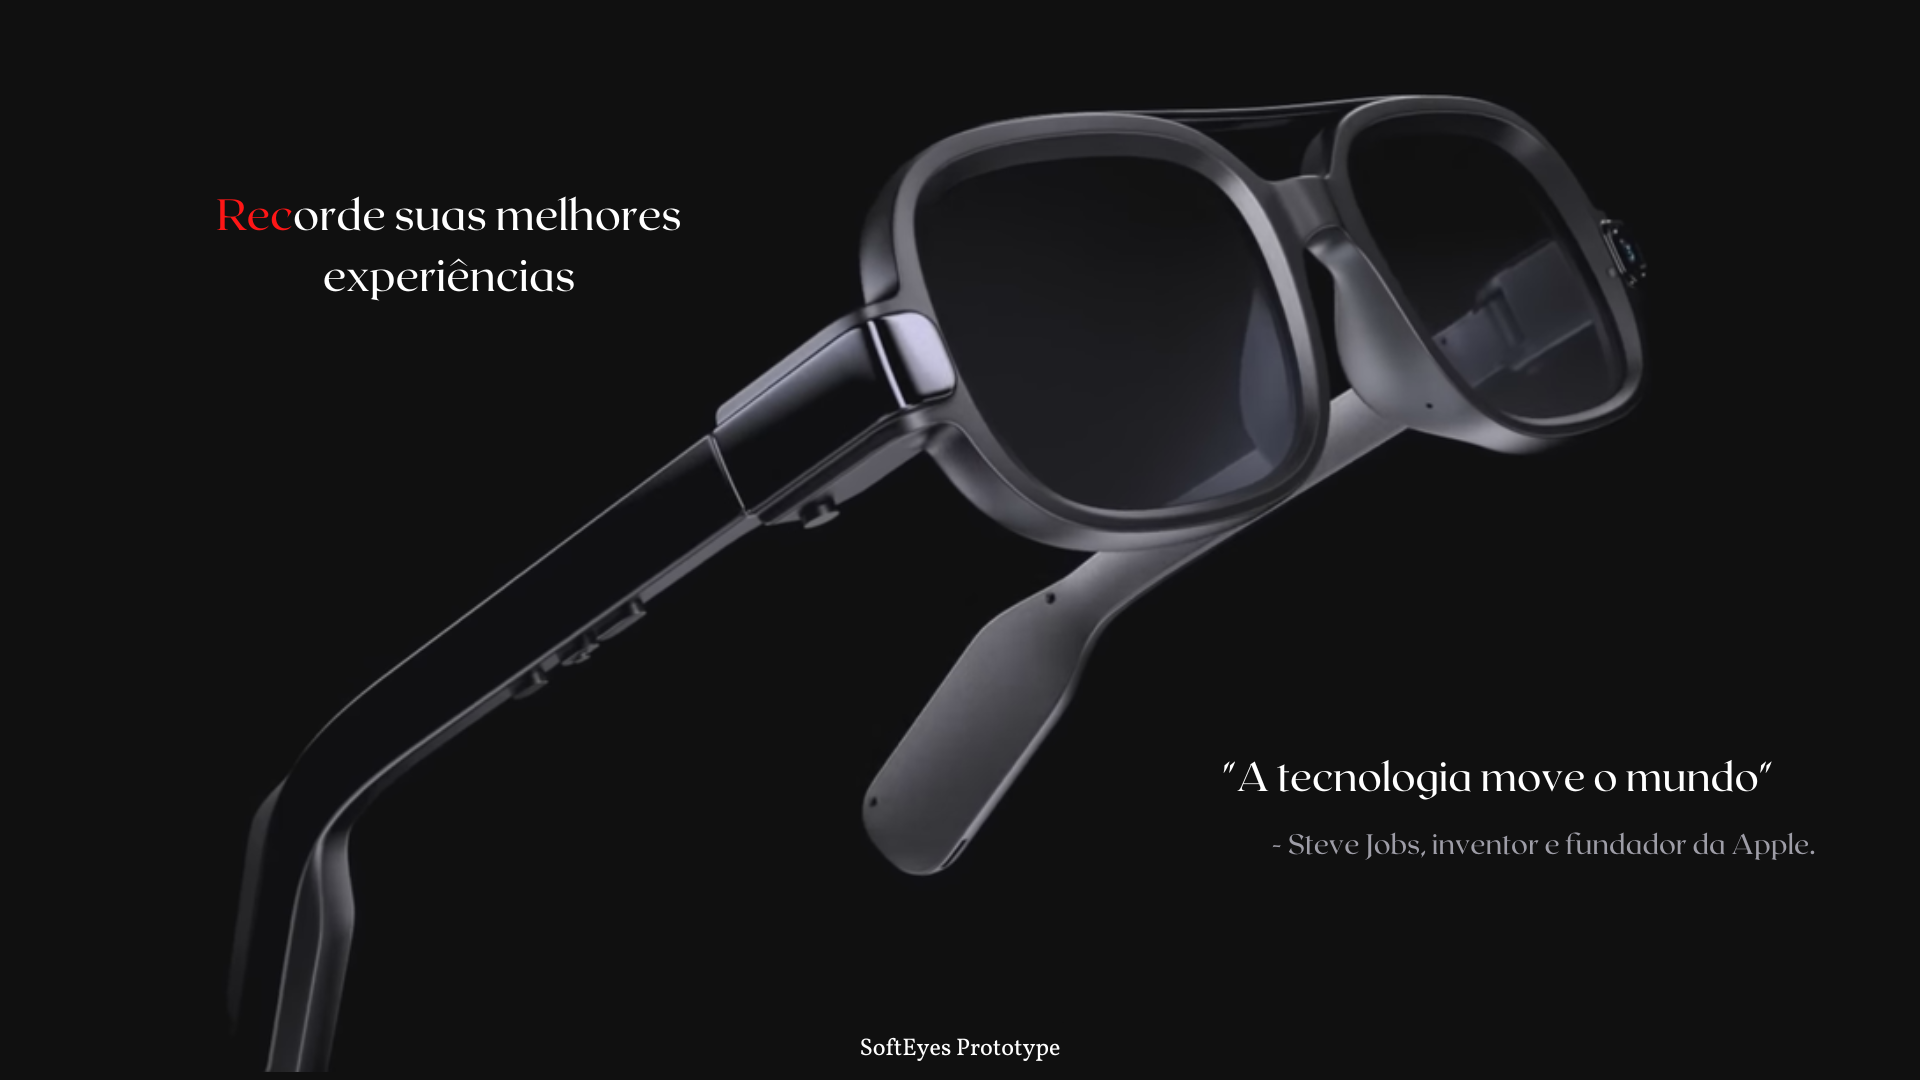 Recorde suas melhores
experiências
"A tecnologia move o mundo"
- Steve Jobs, inventor e fundador da Apple.
SoftEyes Prototype